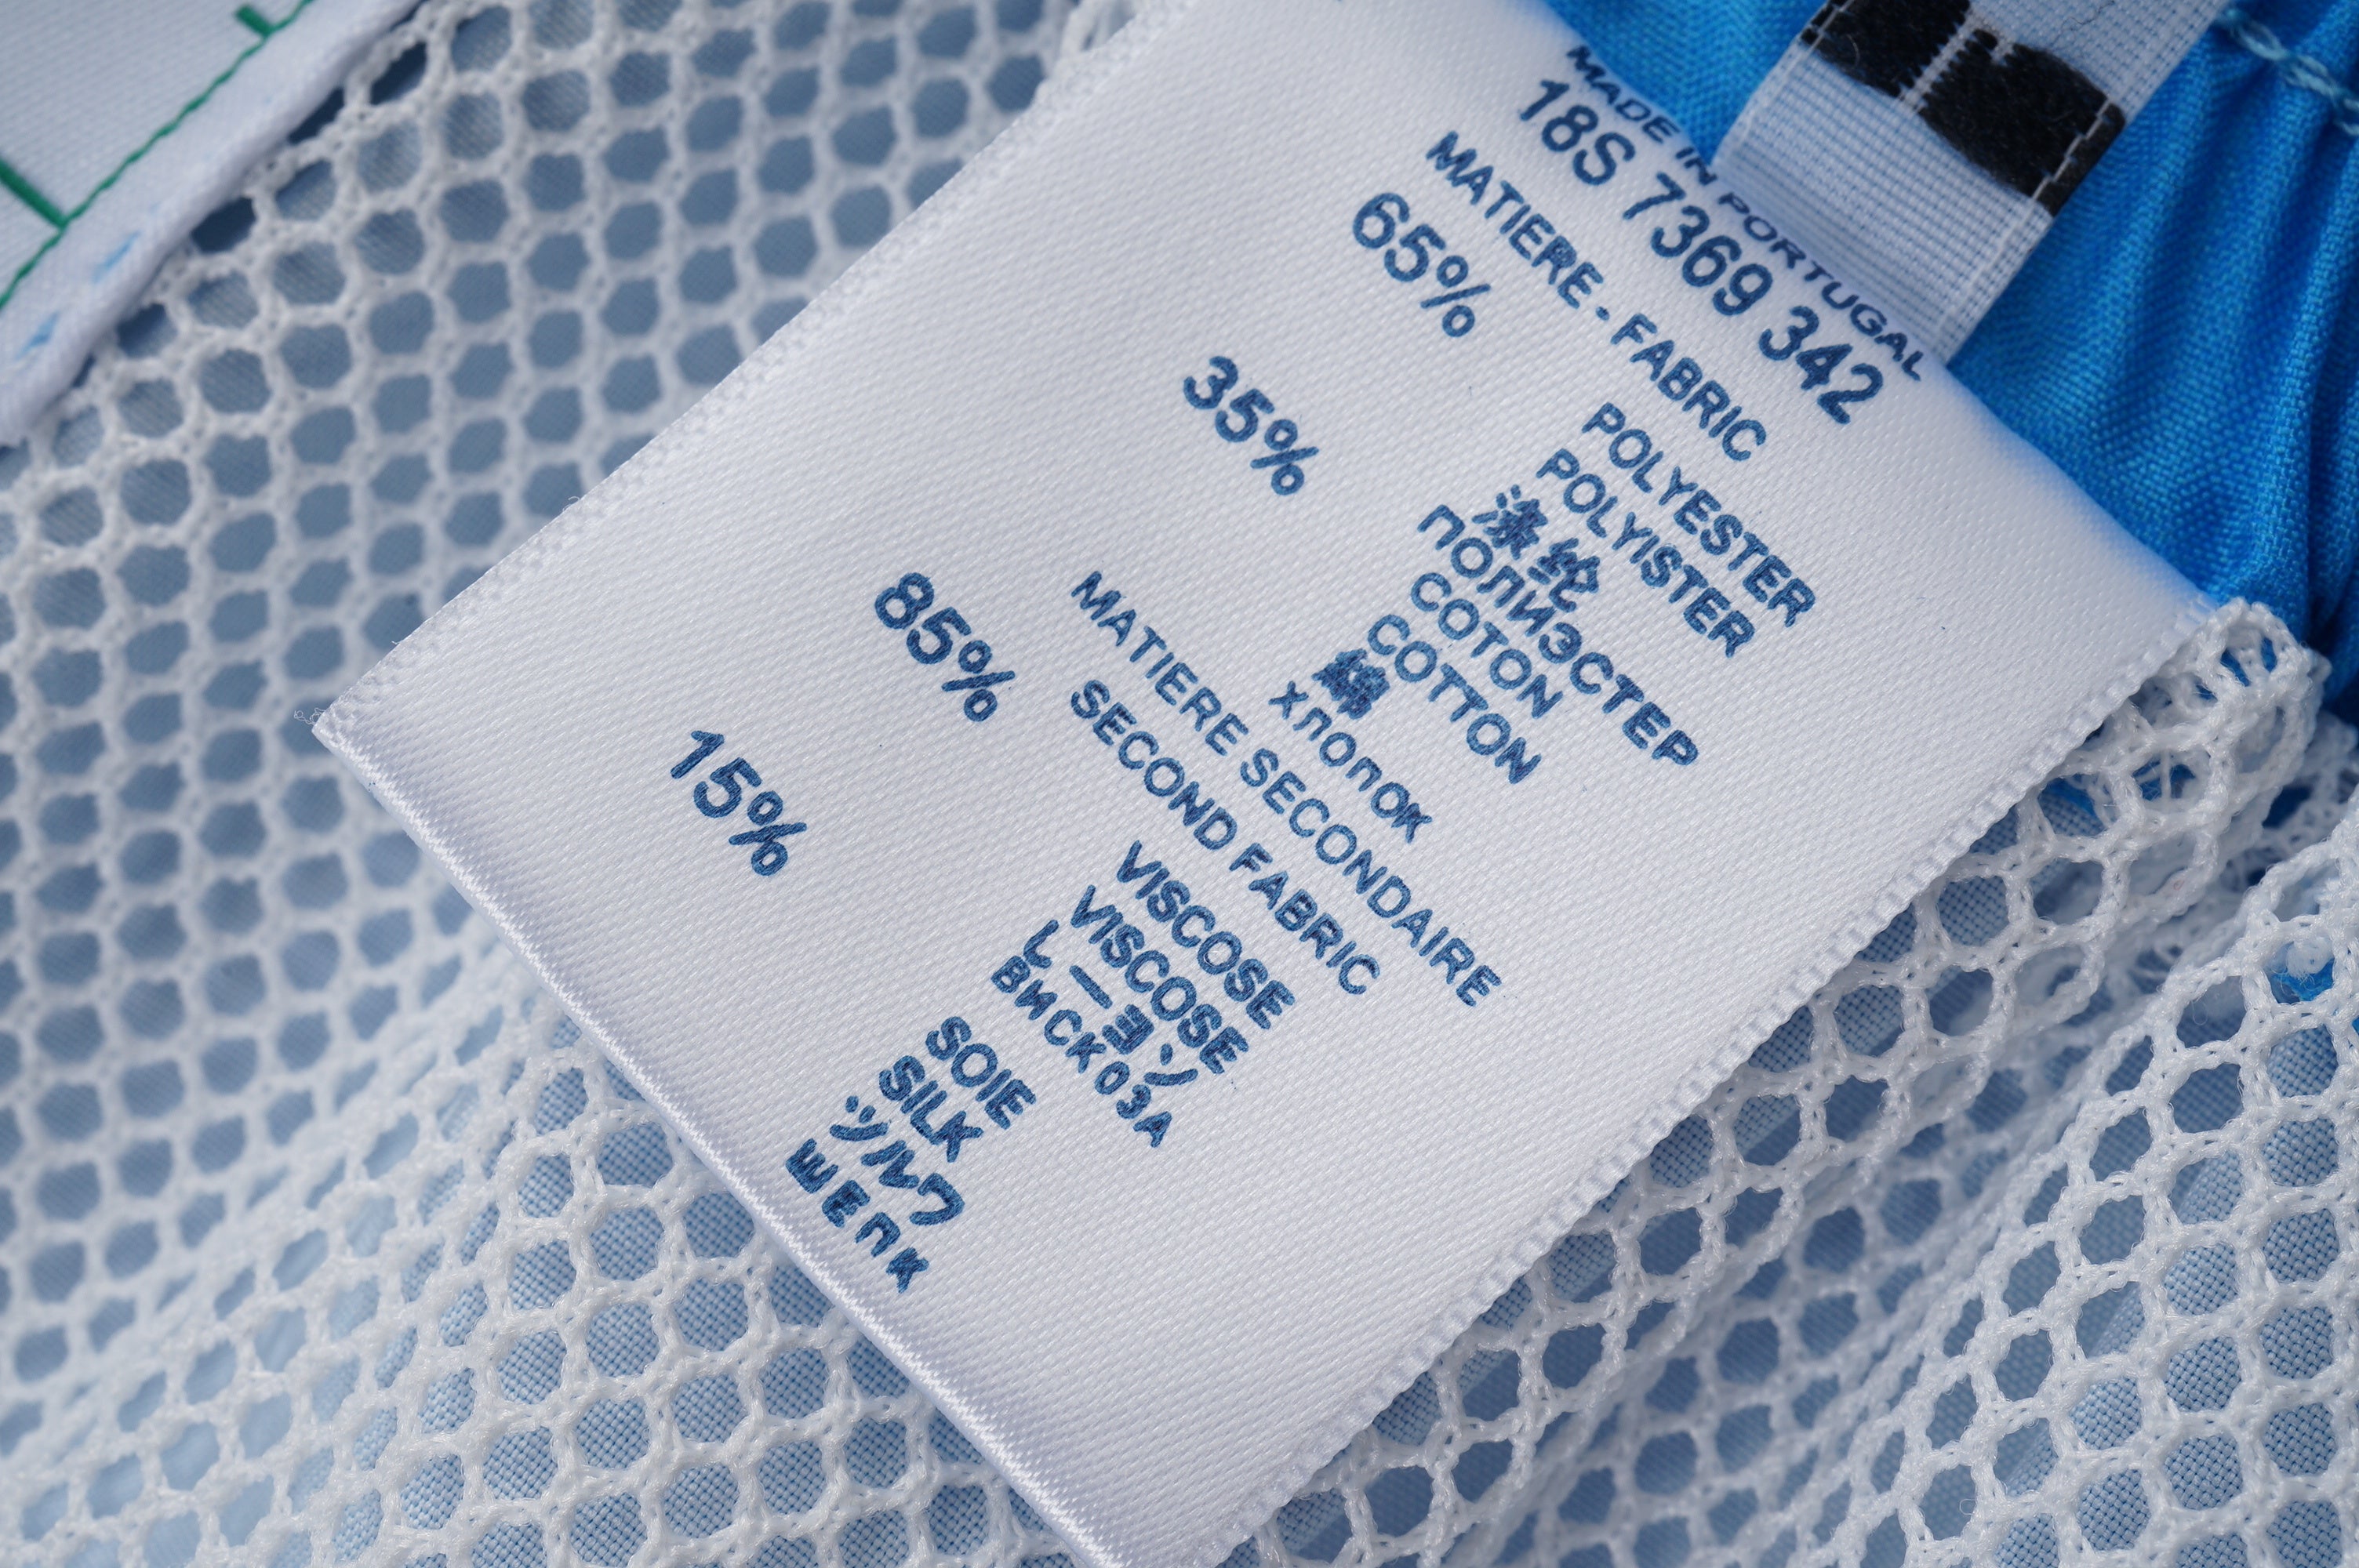 MADE IN PORTUGAL
18S 7369 342
MATIERE - FABRIC
65% POLYESTER
POLYISTER
涤纶
ПОЛИЭСТЕР
35% COTON
COTTON
綿
хлопок
MATIERE SECONDAIRE
SECOND FABRIC
85% VISCOSE
VISCOSE
レーヨン
ВИСКОЗА
15% SOIE
SILK
ツルク
ШЕЛК